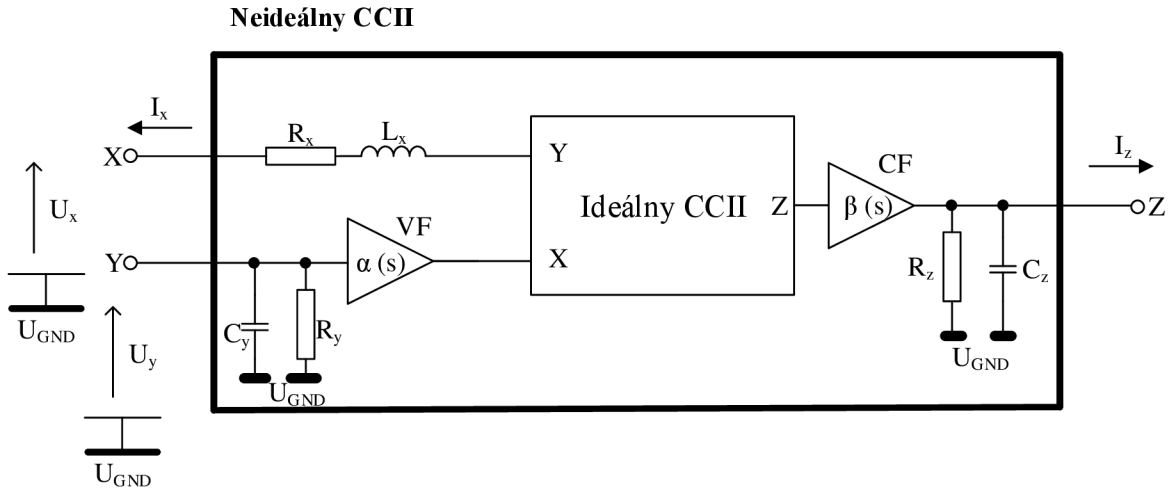 Neideálny CCII
Ix
X
Rx
Lx
Y
Ideálny CCII
Z
X
CF
β (s)
Iz
Z
Ux
UGND
Y
VF
α (s)
Cy
Ry
UGND
Rz
Cz
UGND
Uy
UGND